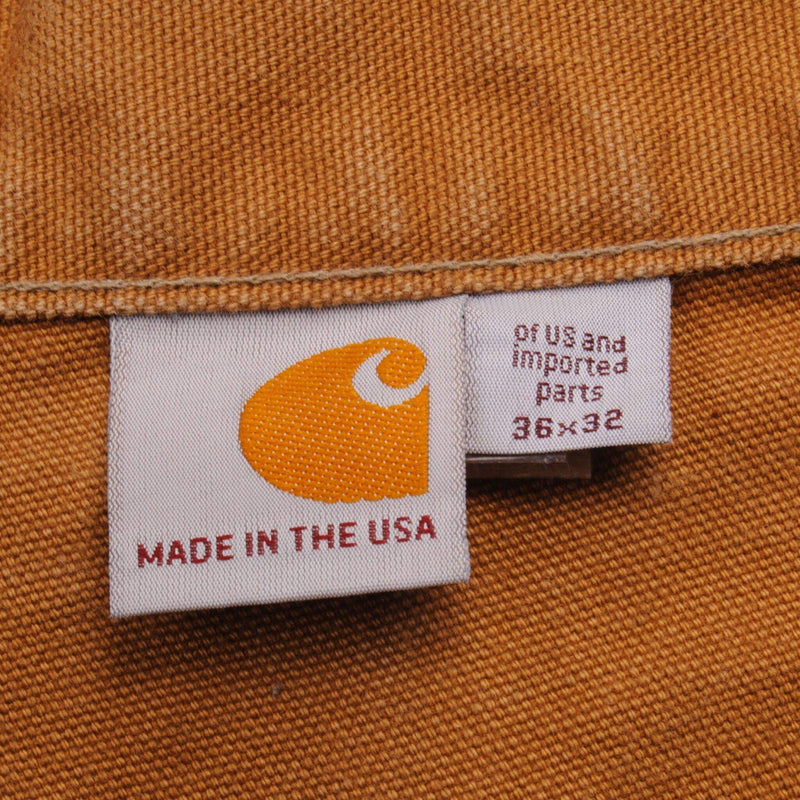 MADE IN THE USA
of US and
imported
parts
36x32